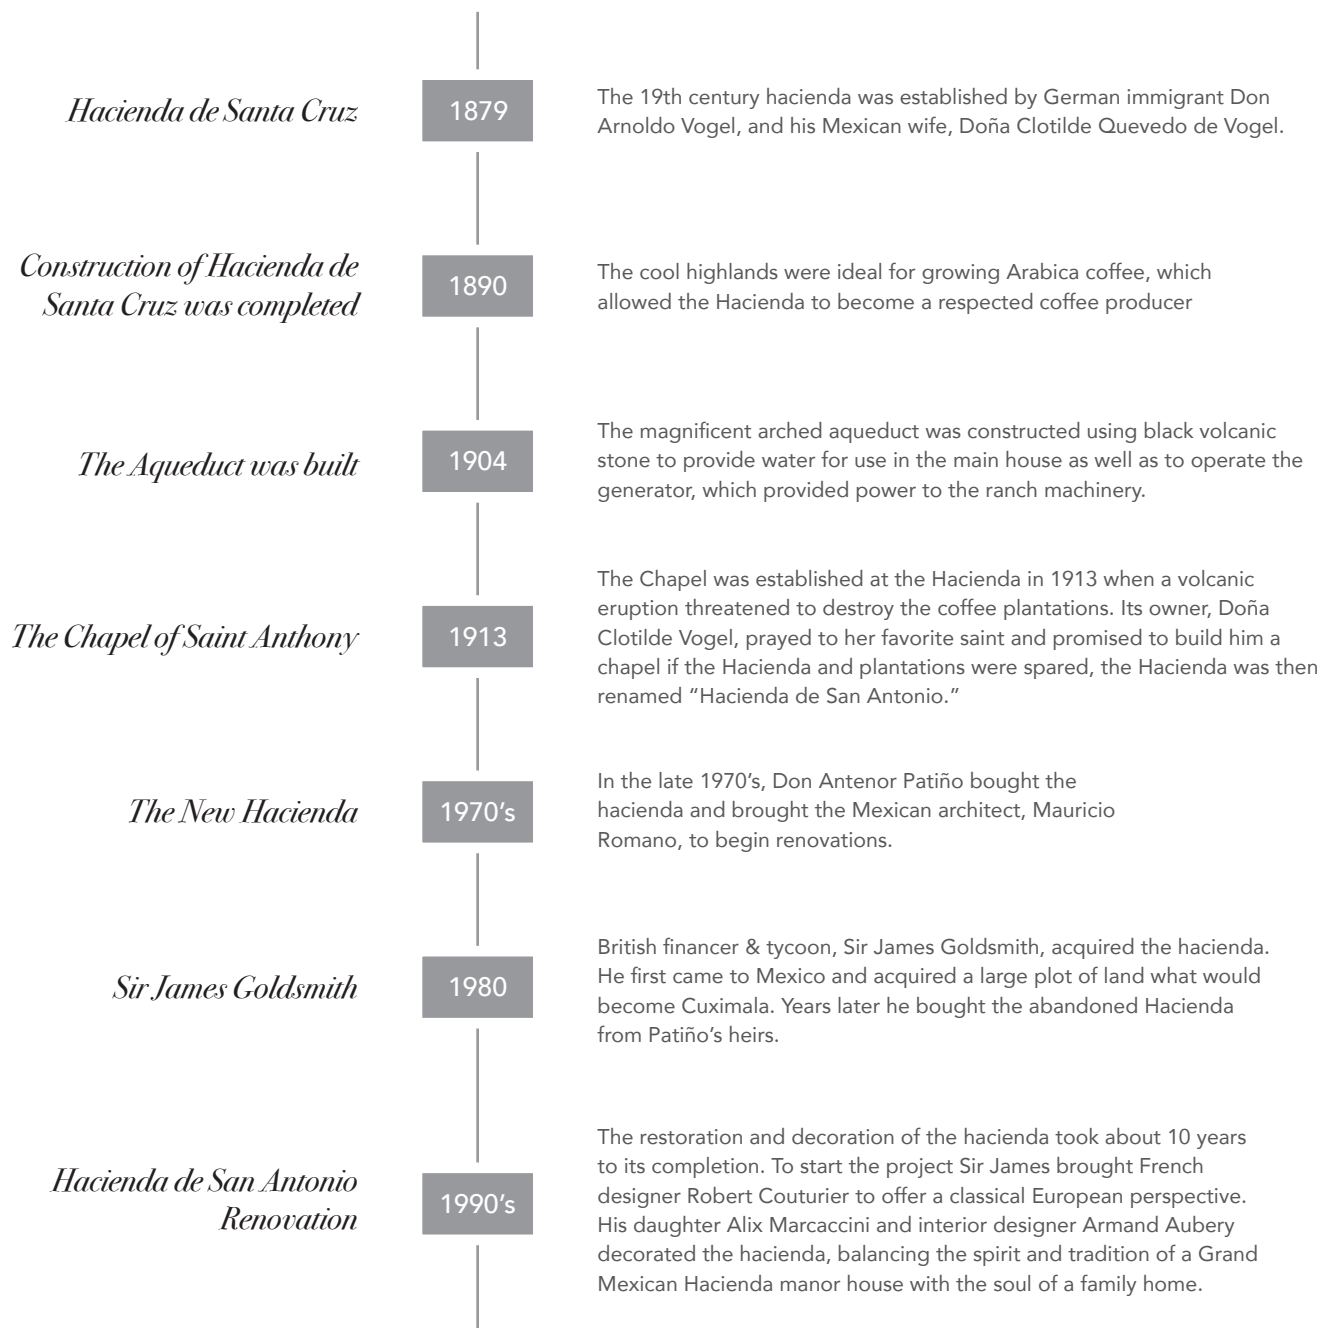 Hacienda de Santa Cruz
1879
The 19th century hacienda was established by German immigrant Don
Arnoldo Vogel, and his Mexican wife, Doña Clotilde Quevedo de Vogel.
Construction of Hacienda de
Santa Cruz was completed
1890
The cool highlands were ideal for growing Arabica coffee, which
allowed the Hacienda to become a respected coffee producer
The Aqueduct was built
1904
The magnificent arched aqueduct was constructed using black volcanic
stone to provide water for use in the main house as well as to operate the
generator, which provided power to the ranch machinery.
The Chapel of Saint Anthony
1913
The Chapel was established at the Hacienda in 1913 when a volcanic
eruption threatened to destroy the coffee plantations. Its owner, Doña
Clotilde Vogel, prayed to her favorite saint and promised to build him a
chapel if the Hacienda and plantations were spared, the Hacienda was then
renamed “Hacienda de San Antonio.”
The New Hacienda
1970’s
In the late 1970’s, Don Antenor Patiño bought the
hacienda and brought the Mexican architect, Mauricio
Romano, to begin renovations.
Sir James Goldsmith
1980
British financer & tycoon, Sir James Goldsmith, acquired the hacienda.
He first came to Mexico and acquired a large plot of land what would
become Cuximala. Years later he bought the abandoned Hacienda
from Patiño’s heirs.
Hacienda de San Antonio
Renovation
1990’s
The restoration and decoration of the hacienda took about 10 years
to its completion. To start the project Sir James brought French
designer Robert Couturier to offer a classical European perspective.
His daughter Alix Marcaccini and interior designer Armand Aubery
decorated the hacienda, balancing the spirit and tradition of a Grand
Mexican Hacienda manor house with the soul of a family home.